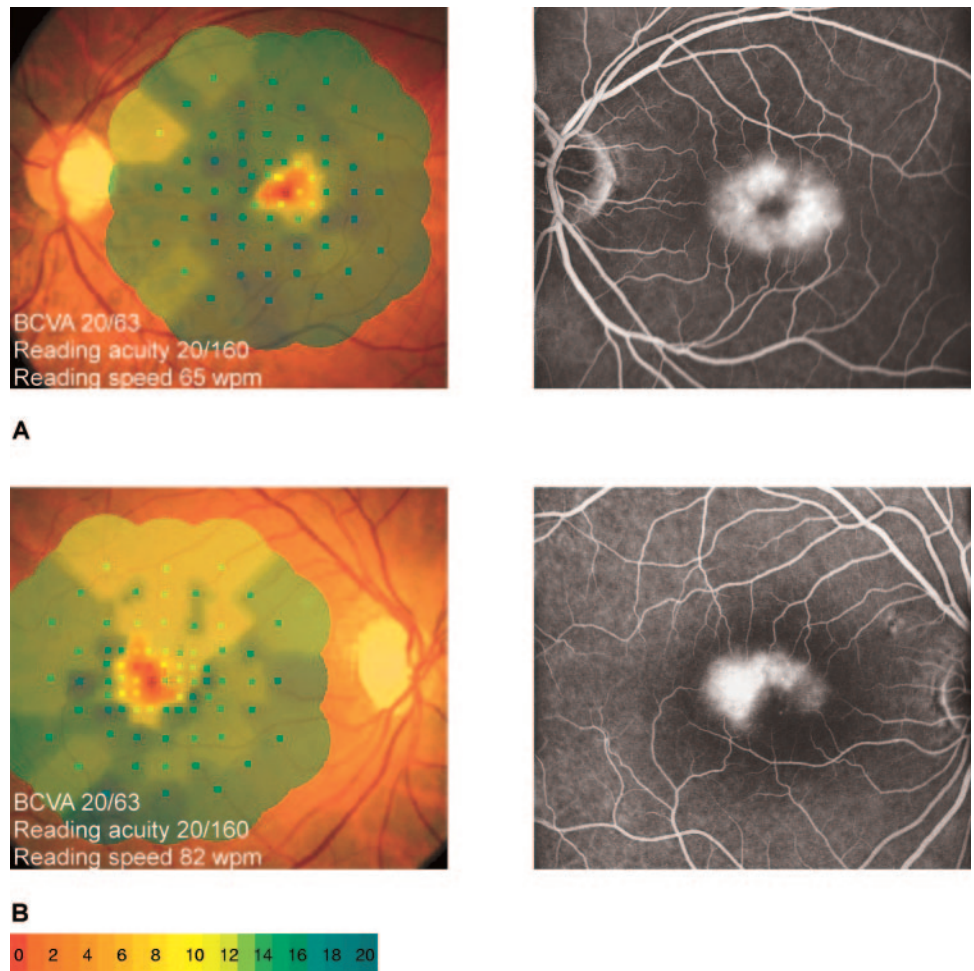 BCVA 20/63
Reading acuity 20/160
Reading speed 65 wpm
A
BCVA 20/63
Reading acuity 20/160
Reading speed 82 wpm
B
0 2 4 6 8 10 12 14 16 18 20